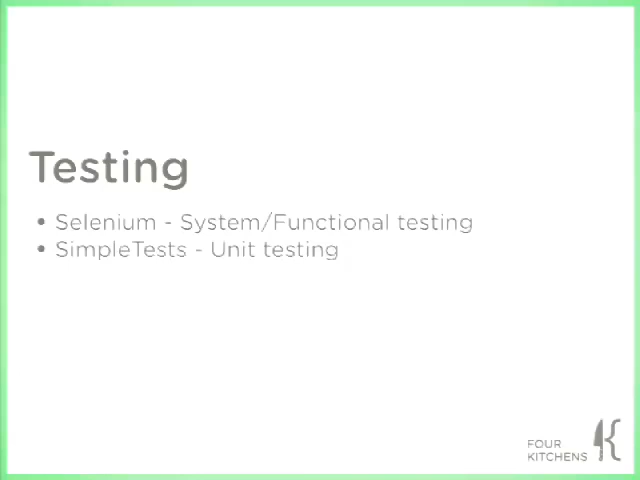 Testing
• Selenium - System/Functional testing
• SimpleTests - Unit testing
FOUR
KITCHENS